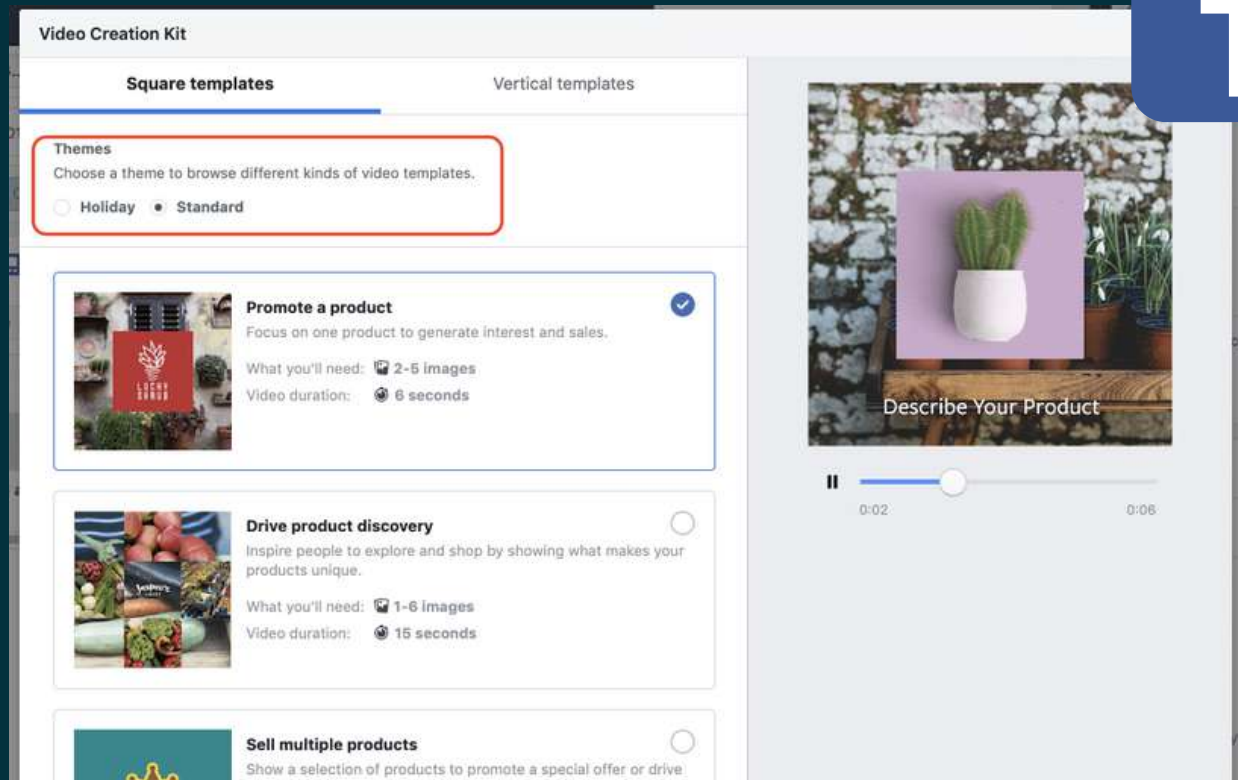 Video Creation Kit
Square templates
Vertical templates
Themes
Choose a theme to browse different kinds of video templates.
Holiday
Standard
Promote a product
Focus on one product to generate interest and sales.
What you'll need: 2-5 images
Video duration: 6 seconds
LUCKY
SHRUB
Drive product discovery
Inspire people to explore and shop by showing what makes your
products unique.
What you'll need: 1-6 images
Video duration: 15 seconds
Jasper's
Sell multiple products
Show a selection of products to promote a special offer or drive
Describe Your Product
0:02
0:06